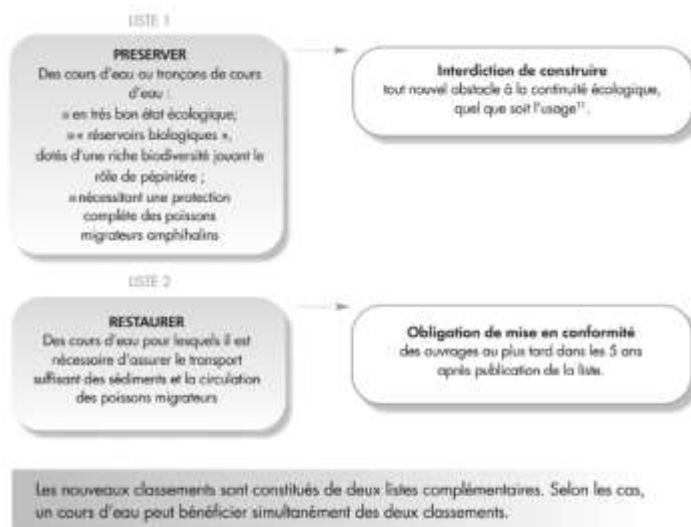 LISTE 1
PRESERVER
Des cours d'eau ou tronçons de cours
d'eau :
■ en très bon état écologique;
■ « réservoirs biologiques »,
dotés d'une riche biodiversité jouant le
rôle de pépinière ;
■ nécessitant une protection
complète des poissons
migrateurs amphihalins
Interdiction de construire
tout nouvel obstacle à la continuité écologique,
quel que soit l'usage¹¹.
LISTE 2
RESTAURER
Des cours d'eau pour lesquels il est
nécessaire d'assurer le transport
suffisant des sédiments et la circulation
des poissons migrateurs
Obligation de mise en conformité
des ouvrages au plus tard dans les 5 ans
après publication de la liste.
Les nouveaux classements sont constitués de deux listes complémentaires. Selon les cas,
un cours d'eau peut bénéficier simultanément des deux classements.